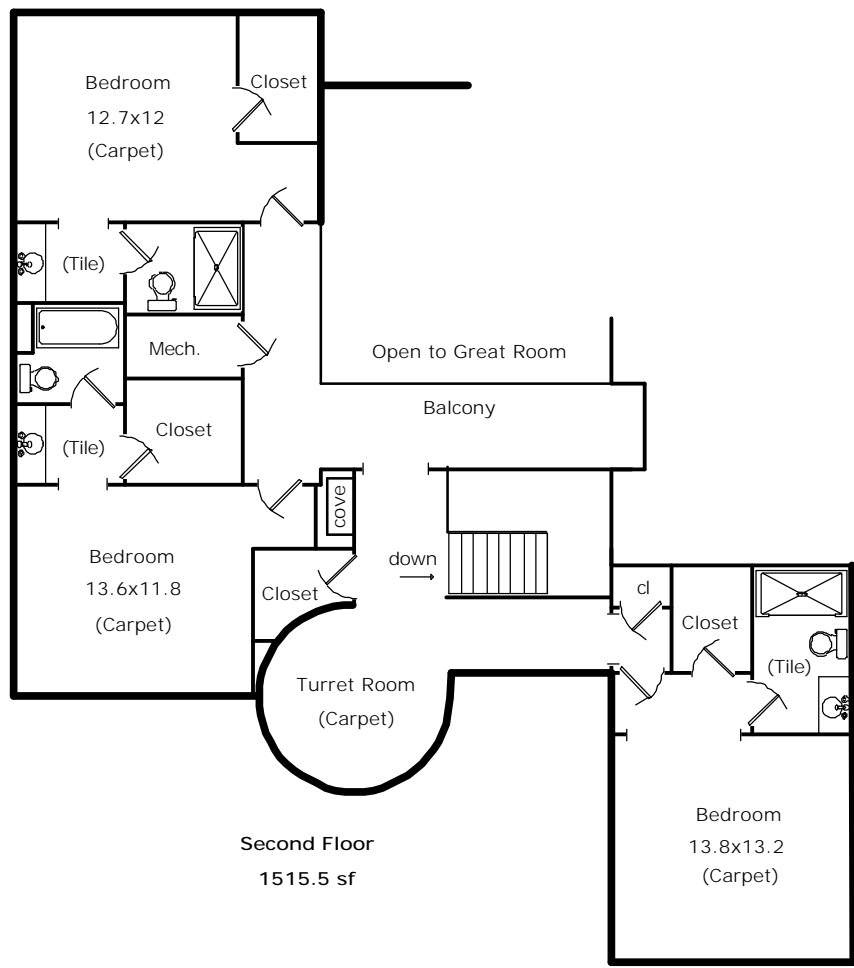 Bedroom
12.7x12
(Carpet)
Closet
(Tile)
Mech.
Open to Great Room
Balcony
Closet
(Tile)
cove
Bedroom
13.6x11.8
(Carpet)
down
Closet
cl
Closet
(Tile)
Turret Room
(Carpet)
Bedroom
13.8x13.2
(Carpet)
Second Floor
1515.5 sf